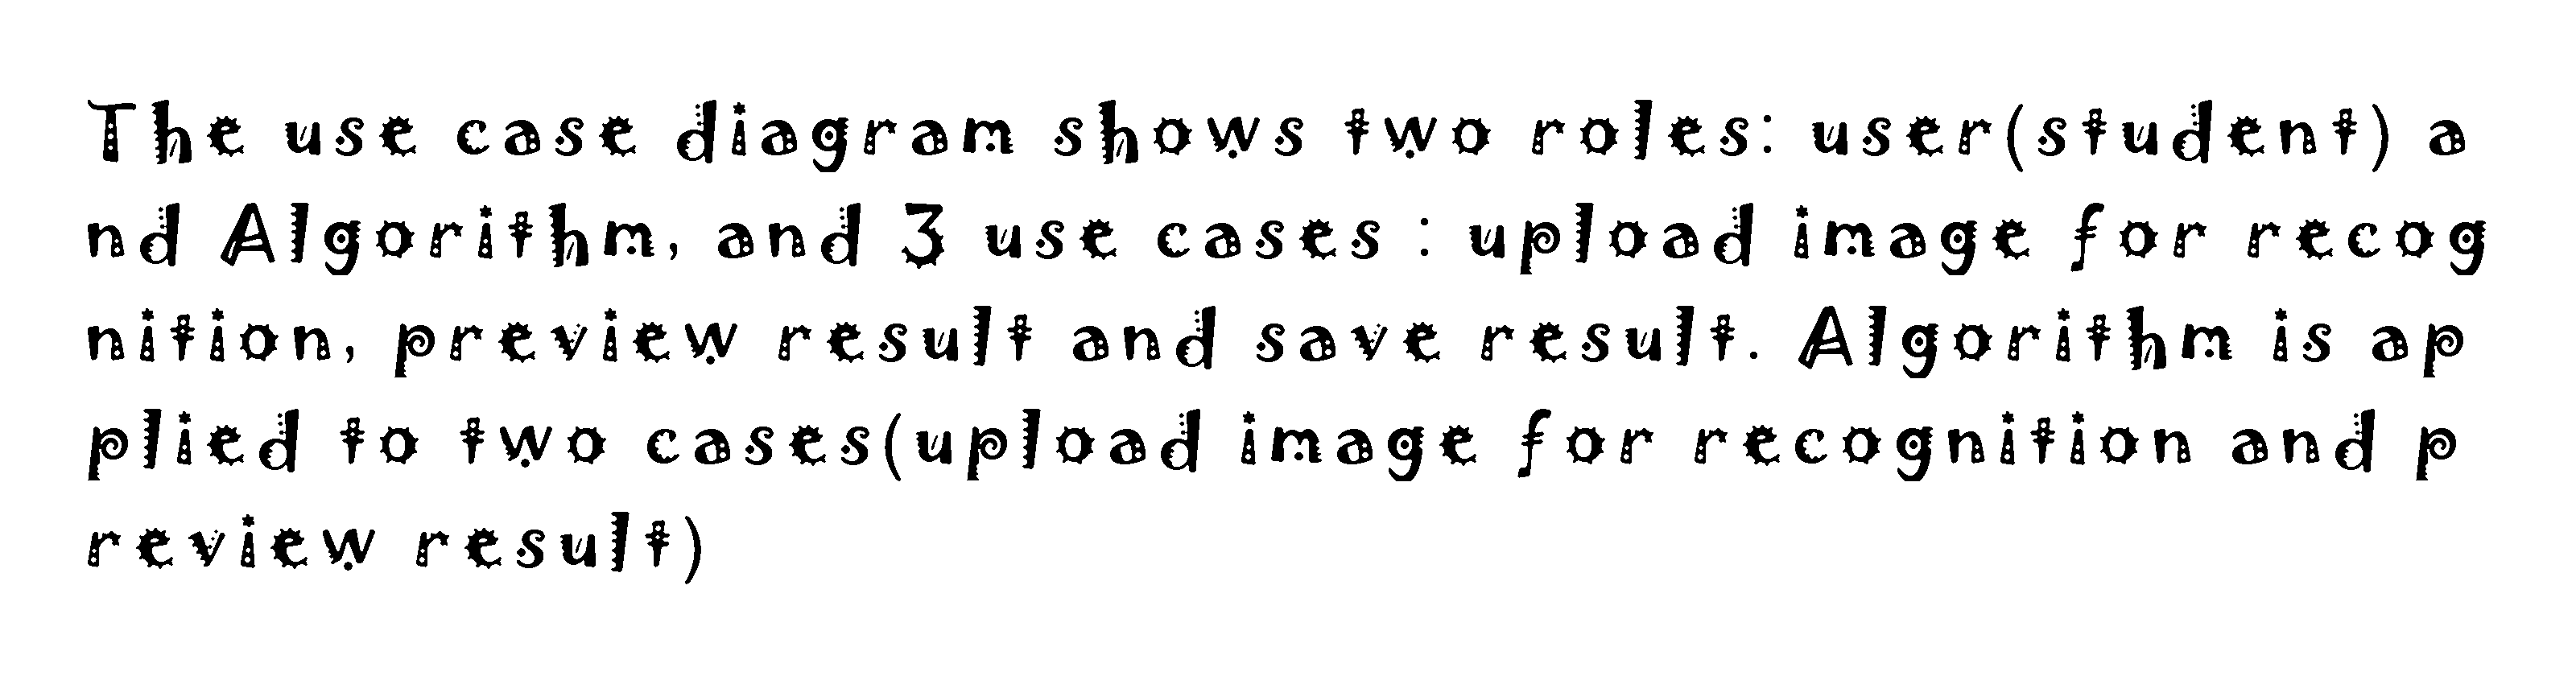 The use case diagram shows two roles: user(student) a
nd Algorithm, and 3 use cases : upload image for recog
nition, preview result and save result. Algorithm is ap
plied to two cases(upload image for recognition and p
review result)